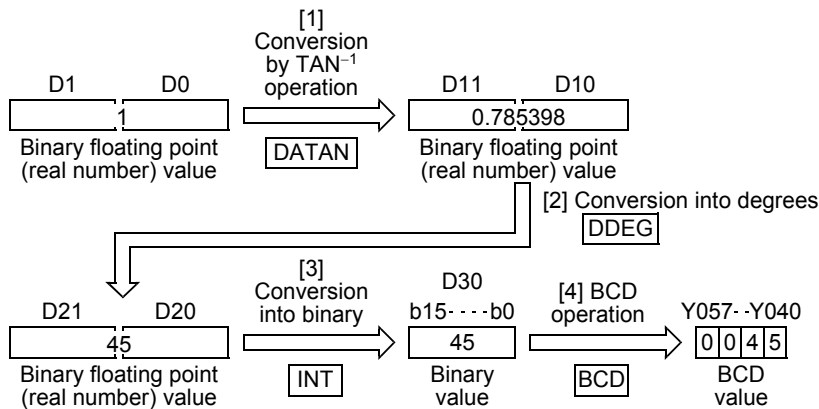 [1]
Conversion
by TAN⁻¹
operation
D1 D0
1
Binary floating point
(real number) value
DATAN
D11 D10
0.785398
Binary floating point
(real number) value
[2] Conversion into degrees
DDEG
D21 D20
45
Binary floating point
(real number) value
[3]
Conversion
into binary
INT
D30
b15----b0
45
Binary
value
[4] BCD
operation
BCD
Y057--Y040
0 0 4 5
BCD
value